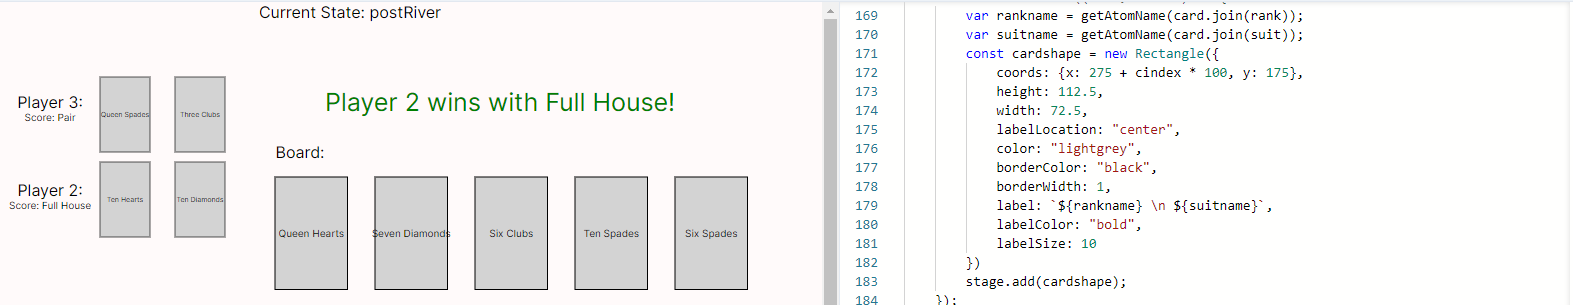 Current State: postRiver
Player 3:
Score: Pair
Queen Spades
Three Clubs
Player 2 wins with Full House!
Board:
Player 2:
Score: Full House
Ten Hearts
Ten Diamonds
Queen Hearts
Seven Diamonds
Six Clubs
Ten Spades
Six Spades
169 var rankname = getAtomName(card.join(rank));
170 var suitname = getAtomName(card.join(suit));
171 const cardshape = new Rectangle({
172 coords: {x: 275 + cindex * 100, y: 175},
173 height: 112.5,
174 width: 72.5,
175 labelLocation: "center",
176 color: "lightgrey",
177 borderColor: "black",
178 borderWidth: 1,
179 label: `${rankname} \n ${suitname}`,
180 labelColor: "bold",
181 labelSize: 10
182 })
183 stage.add(cardshape);
184 });